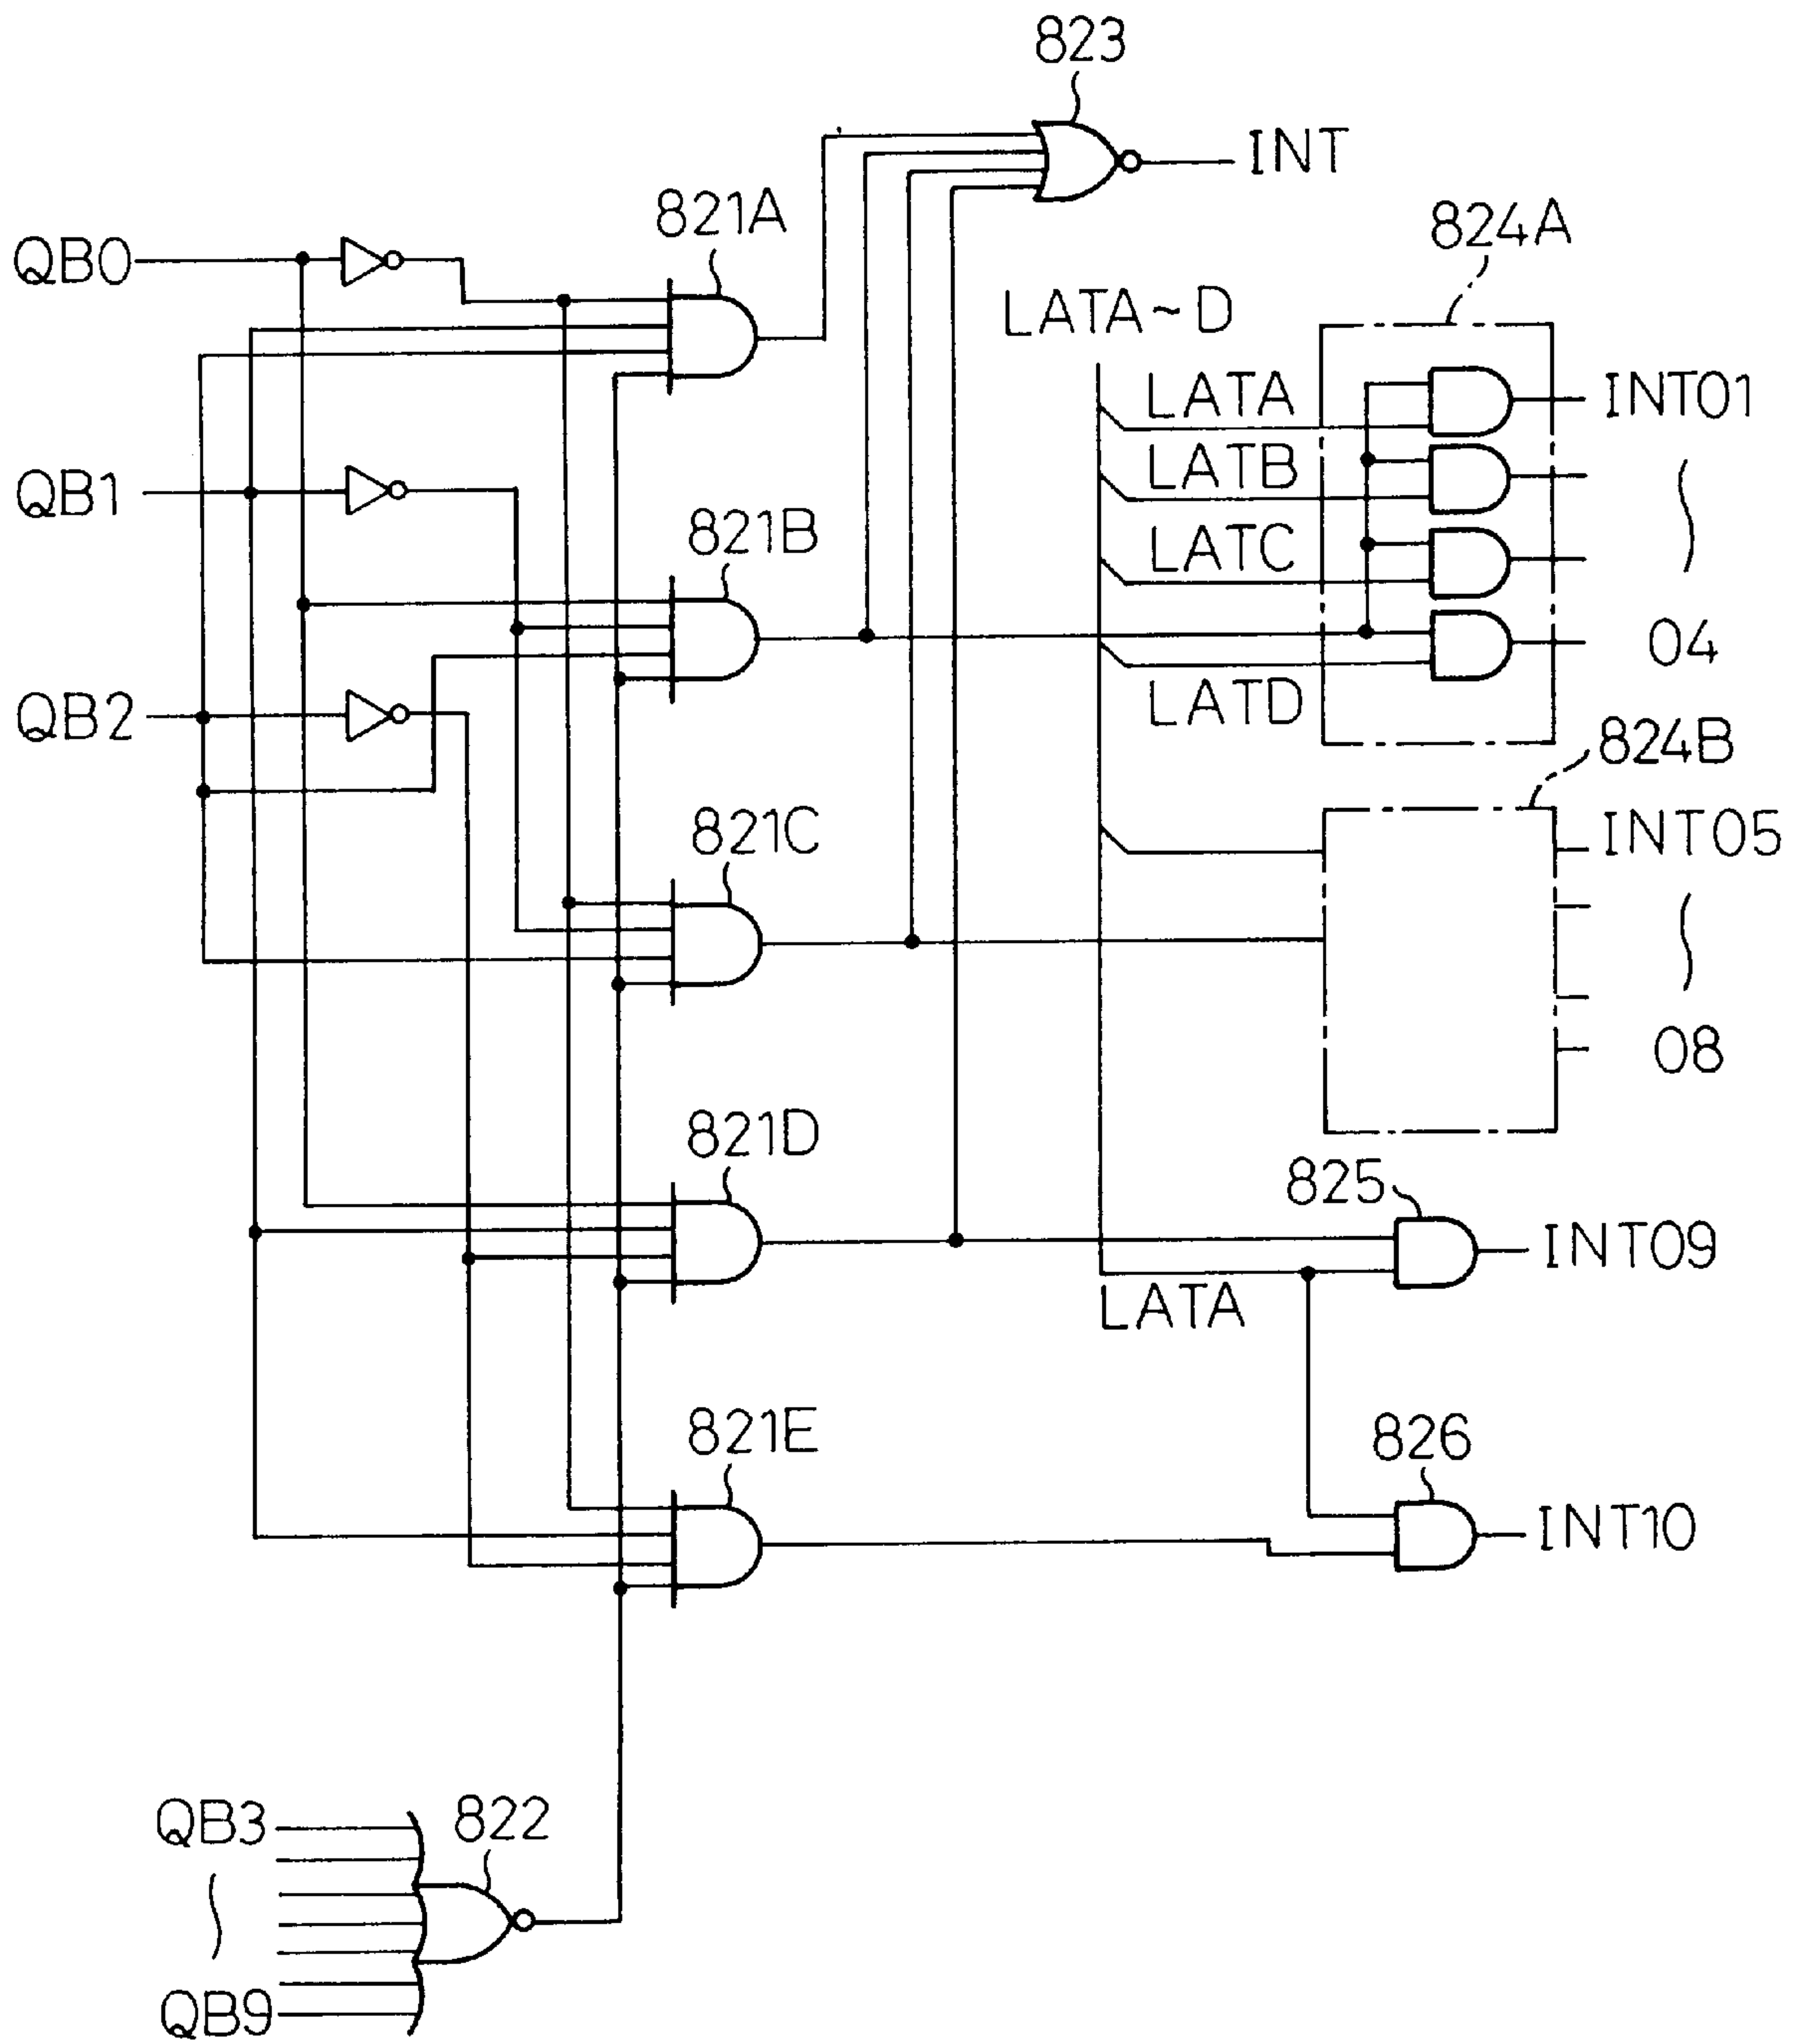 823
INT
821A
824A
QB0
LATA~D
LATA
INT01
LATB
QB1
821B
LATC
04
QB2
LATD
824B
821C
INT05
08
821D
825
INT09
LATA
821E
826
INT10
QB3
822
QB9